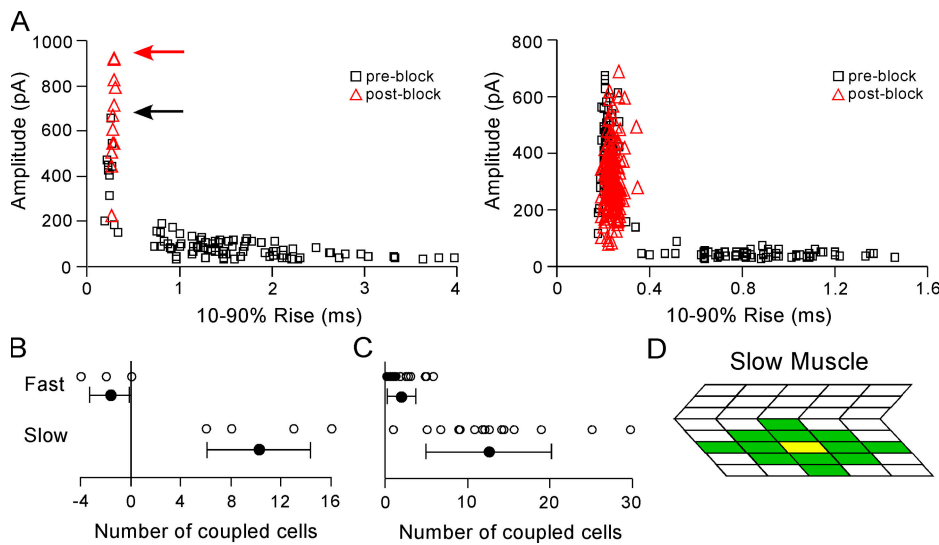 A
1000
800
600
400
200
0
Amplitude (pA)
pre-block
post-block
0
1
2
3
4
10-90% Rise (ms)
800
600
400
200
0
Amplitude (pA)
pre-block
post-block
0
0.4
0.8
1.2
1.6
10-90% Rise (ms)
B
Fast
Slow
-4
0
4
8
12
16
Number of coupled cells
C
0
10
20
30
Number of coupled cells
D
Slow Muscle